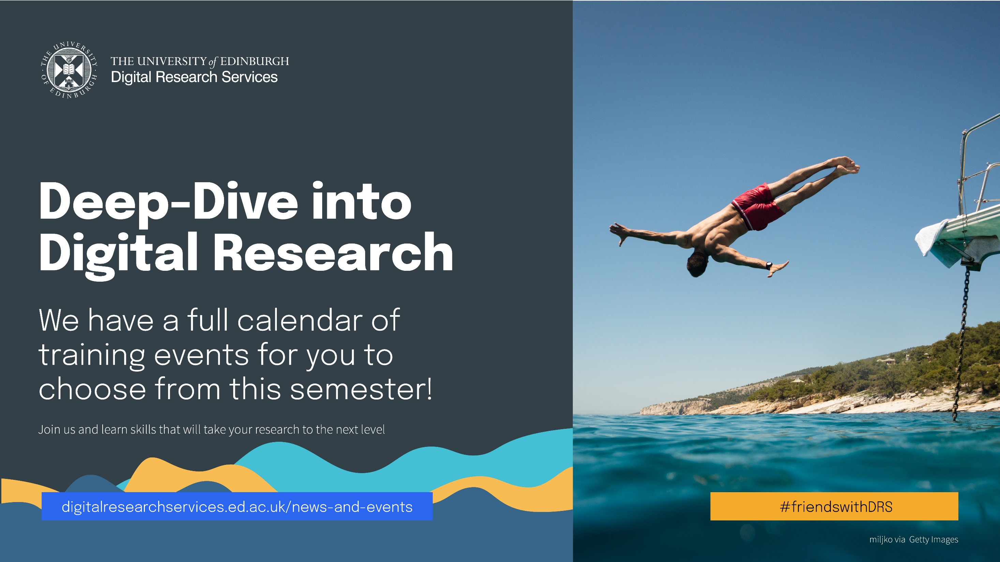 THE UNIVERSITY OF EDINBURGH
THE UNIVERSITY of EDINBURGH
Digital Research Services
Deep-Dive into
Digital Research
We have a full calendar of
training events for you to
choose from this semester!
Join us and learn skills that will take your research to the next level
digitalresearchservices.ed.ac.uk/news-and-events
#friendswithDRS
miljko via Getty Images